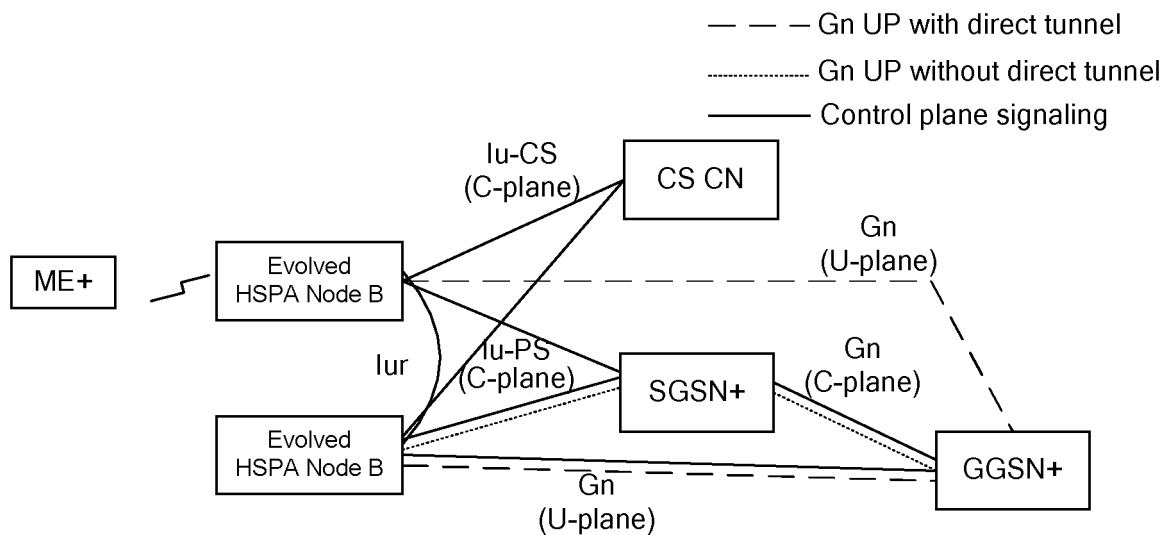 Gn UP with direct tunnel
Gn UP without direct tunnel
Control plane signaling
Iu-CS
(C-plane)
CS CN
Gn
(U-plane)
ME+
Evolved
HSPA Node B
Iur
Iu-PS
(C-plane)
SGSN+
Gn
(C-plane)
Evolved
HSPA Node B
GGSN+
Gn
(U-plane)